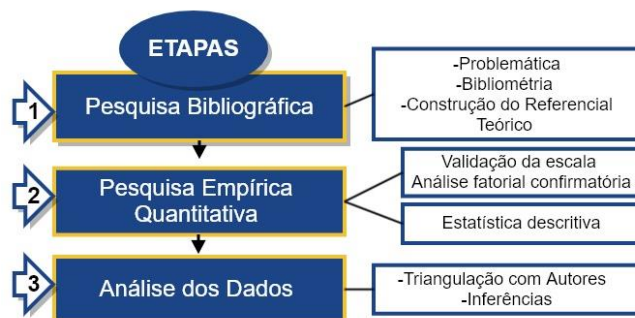 ETAPAS
1
Pesquisa Bibliográfica
-Problemática
-Bibliométria
-Construção do Referencial
Teórico
2
Pesquisa Empírica
Quantitativa
Validação da escala
Análise fatorial confirmatória
Estatística descritiva
3
Análise dos Dados
-Triangulação com Autores
-Inferências